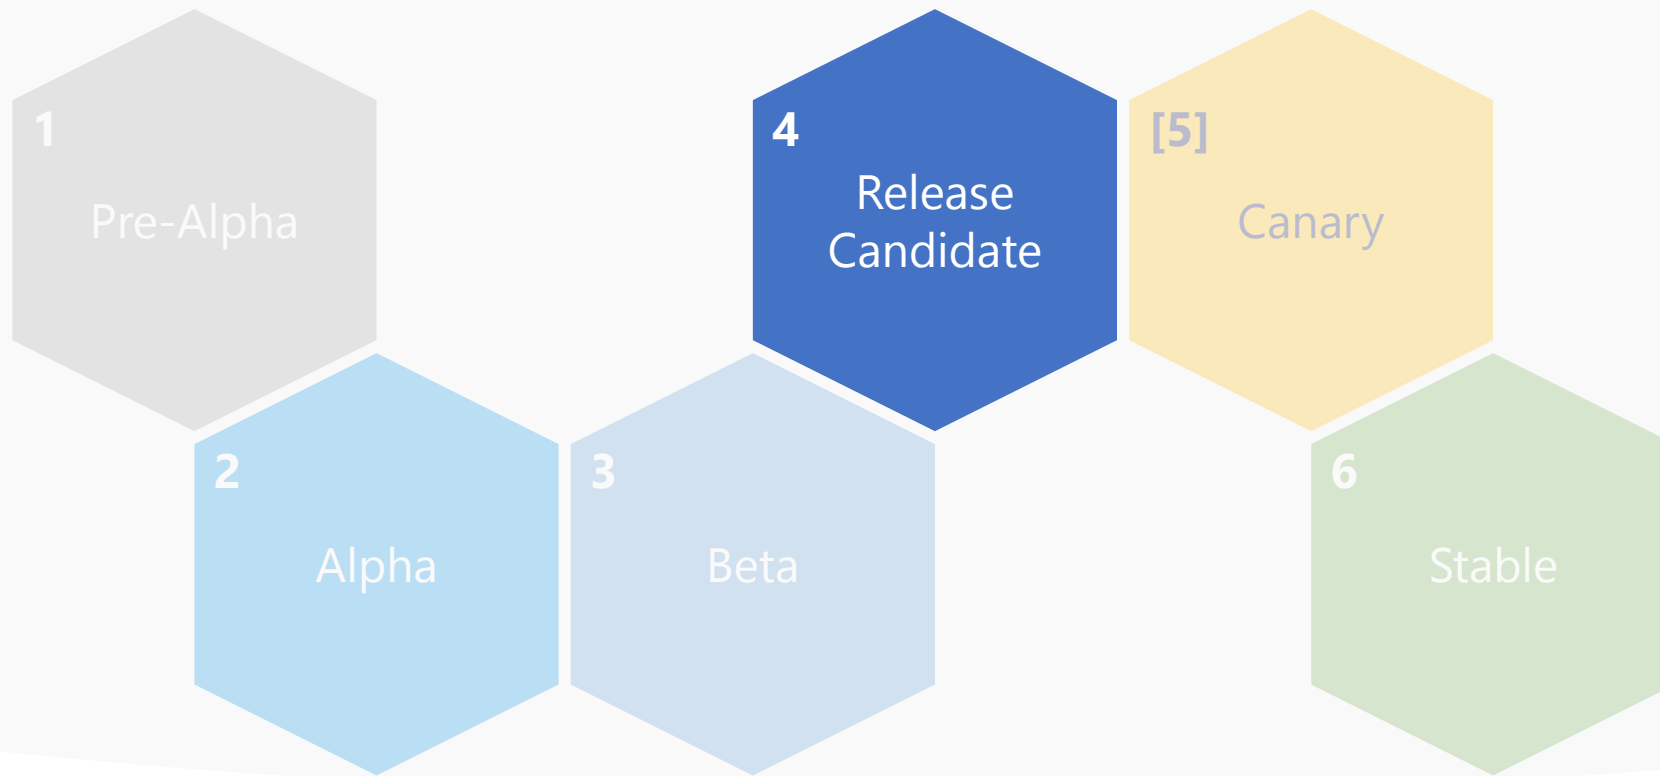 1
Pre-Alpha
2
Alpha
3
Beta
4
Release
Candidate
[5]
Canary
6
Stable